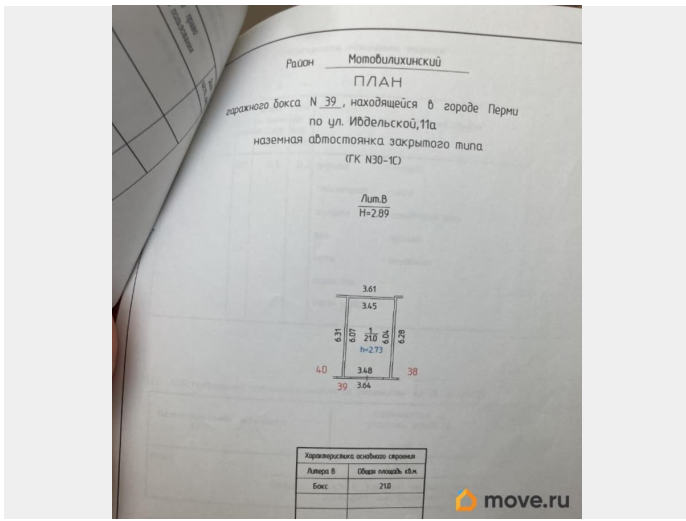 право
пользования
Район Мотовилихинский
ПЛАН
гаражного бокса N 39, находящейся в городе Перми
по ул. Ивдельской,11а
наземная автостоянка закрытого типа
(ГК N30-1С)
Лит.В
Н=2.89
3.61
3.45
6.31 6.07 1 6.04 6.28
21.0
h=2.73
40 3.48 38
39 3.64
Характеристика основного строения
Литера В Общая площадь кв.м.
Бокс 21.0
move.ru